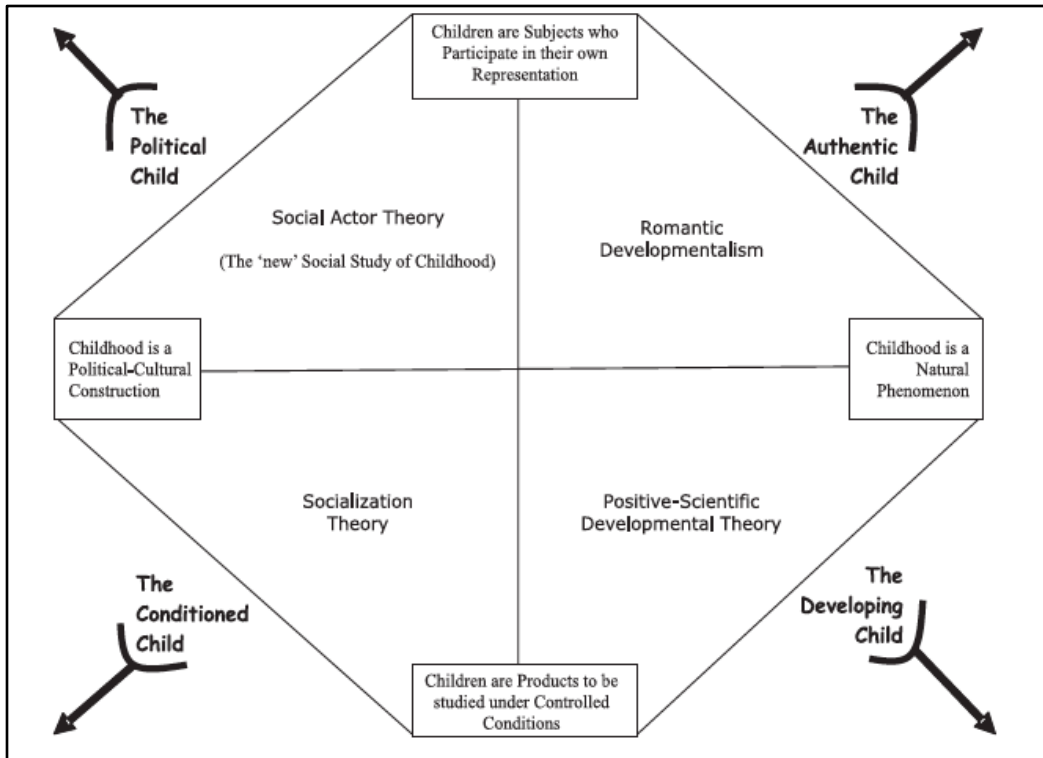 Children are Subjects who
Participate in their own
Representation
The
Political
Child
The
Authentic
Child
Social Actor Theory
(The ‘new’ Social Study of Childhood)
Romantic
Developmentalism
Childhood is a
Political-Cultural
Construction
Childhood is a
Natural
Phenomenon
Socialization
Theory
Positive-Scientific
Developmental Theory
The
Conditioned
Child
The
Developing
Child
Children are Products to be
studied under Controlled
Conditions